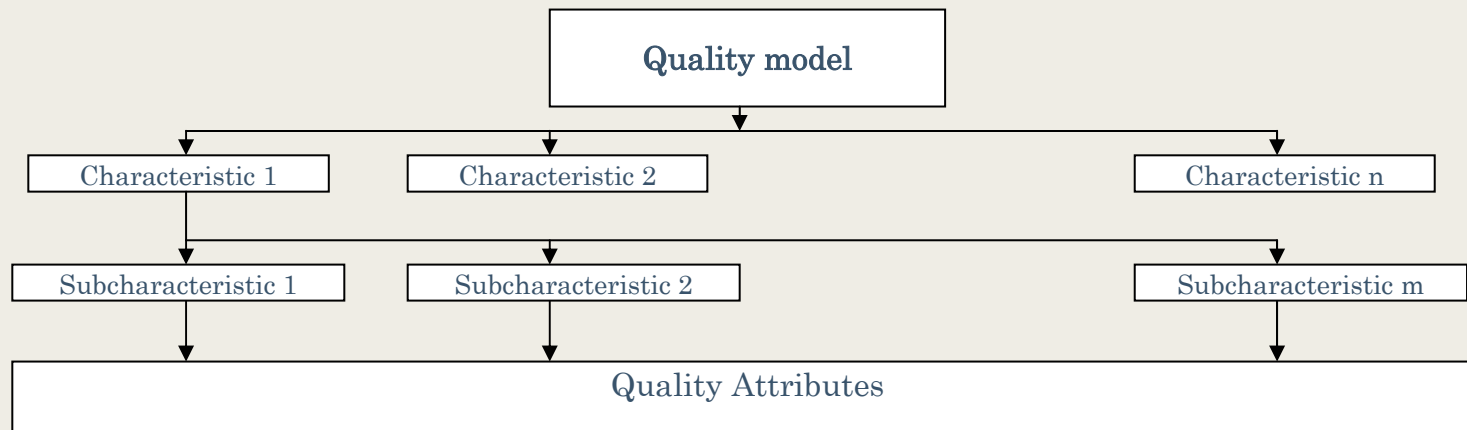 Quality model
Characteristic 1
Characteristic 2
Characteristic n
Subcharacteristic 1
Subcharacteristic 2
Subcharacteristic m
Quality Attributes